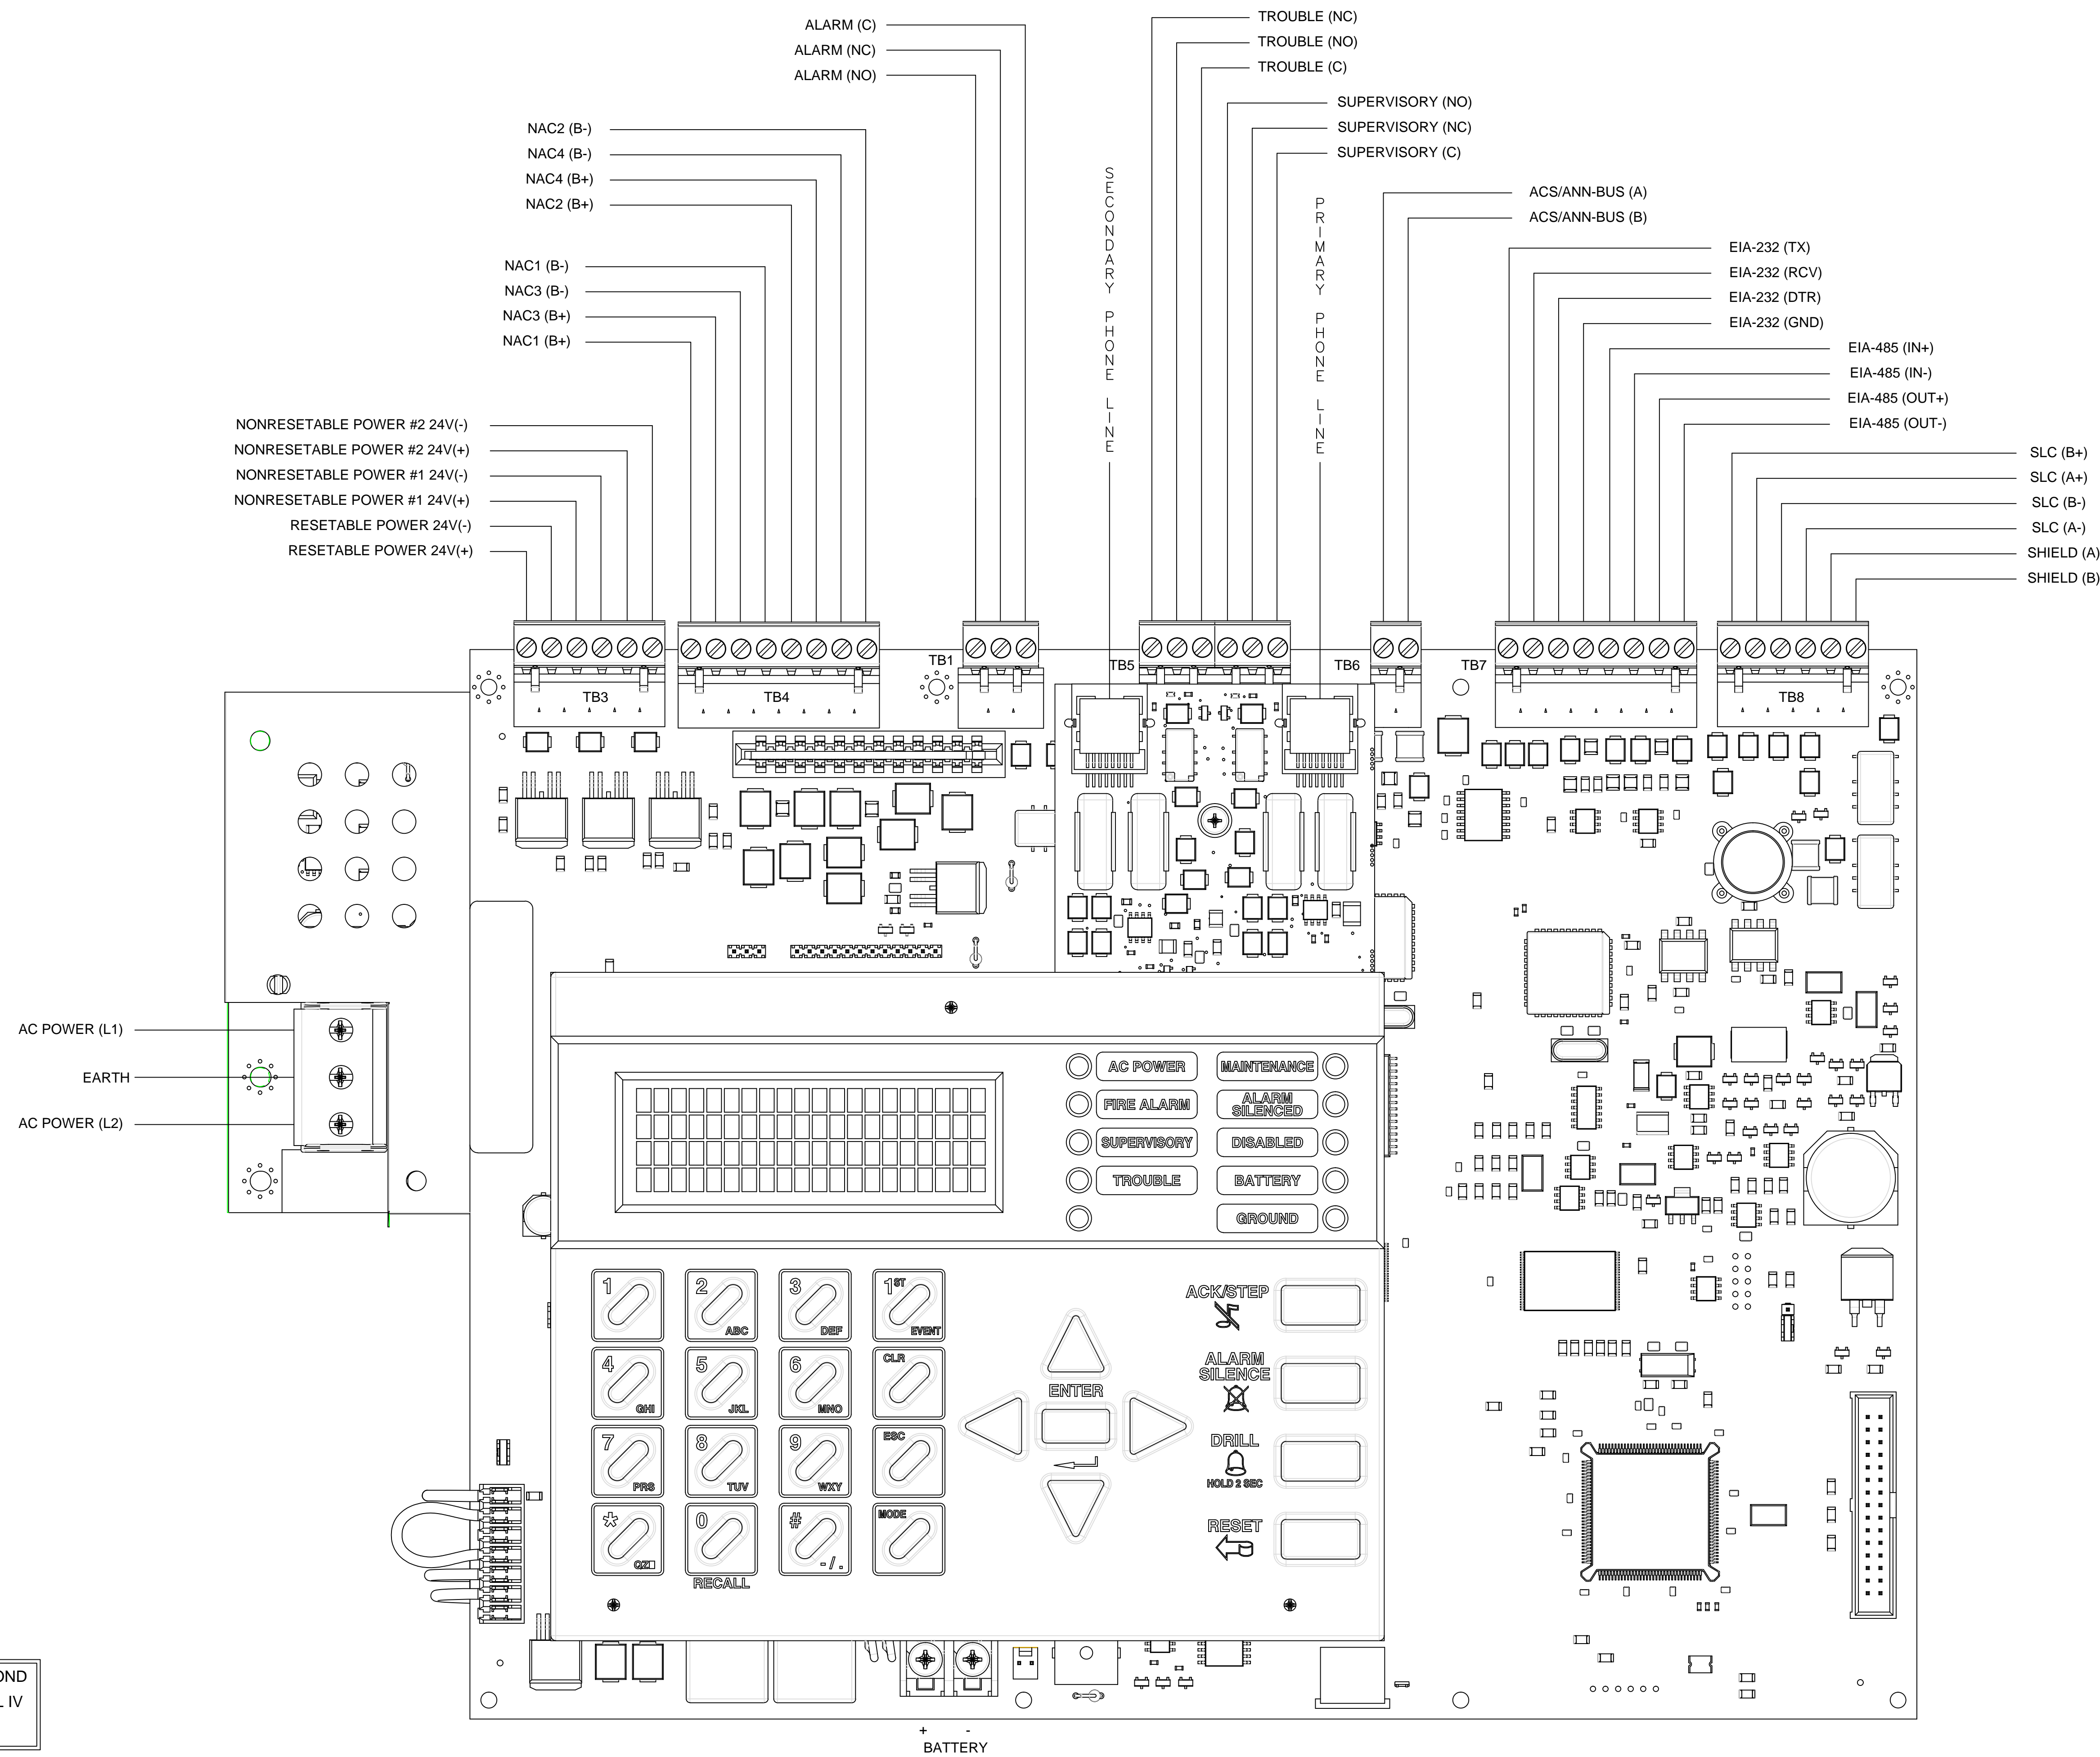 ALARM (C)
ALARM (NC)
ALARM (NO)
TROUBLE (NC)
TROUBLE (NO)
TROUBLE (C)
SUPERVISORY (NO)
SUPERVISORY (NC)
SUPERVISORY (C)
NAC2 (B-)
NAC4 (B-)
NAC4 (B+)
NAC2 (B+)
NAC1 (B-)
NAC3 (B-)
NAC3 (B+)
NAC1 (B+)
SECONDARY PHONE LINE
PRIMARY PHONE LINE
ACS/ANN-BUS (A)
ACS/ANN-BUS (B)
EIA-232 (TX)
EIA-232 (RCV)
EIA-232 (DTR)
EIA-232 (GND)
EIA-485 (IN+)
EIA-485 (IN-)
EIA-485 (OUT+)
EIA-485 (OUT-)
NONRESETABLE POWER #2 24V(-)
NONRESETABLE POWER #2 24V(+)
NONRESETABLE POWER #1 24V(-)
NONRESETABLE POWER #1 24V(+)
RESETABLE POWER 24V(-)
RESETABLE POWER 24V(+)
SLC (B+)
SLC (A+)
SLC (B-)
SLC (A-)
SHIELD (A)
SHIELD (B)
TB3
TB4
TB1
TB5
TB6
TB7
TB8
AC POWER (L1)
EARTH
AC POWER (L2)
AC POWER
MAINTENANCE
FIRE ALARM
ALARM
SILENCED
SUPERVISORY
DISABLED
TROUBLE
BATTERY
GROUND
1
2
ABC
3
DEF
1ST
EVENT
4
GHI
5
JKL
6
MNO
CLR
7
PRS
8
TUV
9
WXY
ESC
*
QZ
0
RECALL
#
-/.
MODE
ENTER
ACK/STEP
ALARM
SILENCE
DRILL
HOLD 2 SEC
RESET
+ -
BATTERY
OND
L IV